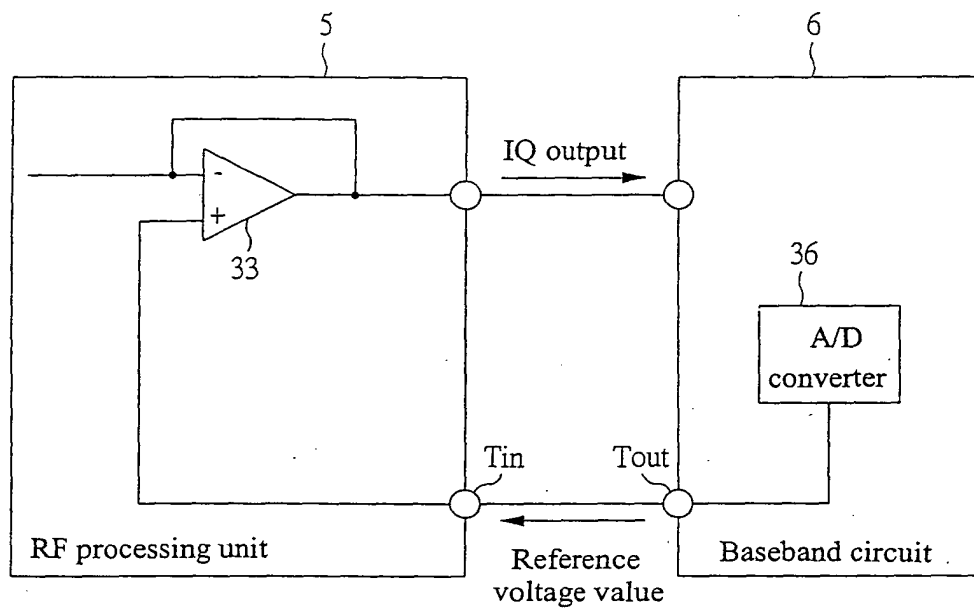 5
6
IQ output
-
+
33
36
A/D
converter
Tin
Tout
RF processing unit
Reference
voltage value
Baseband circuit